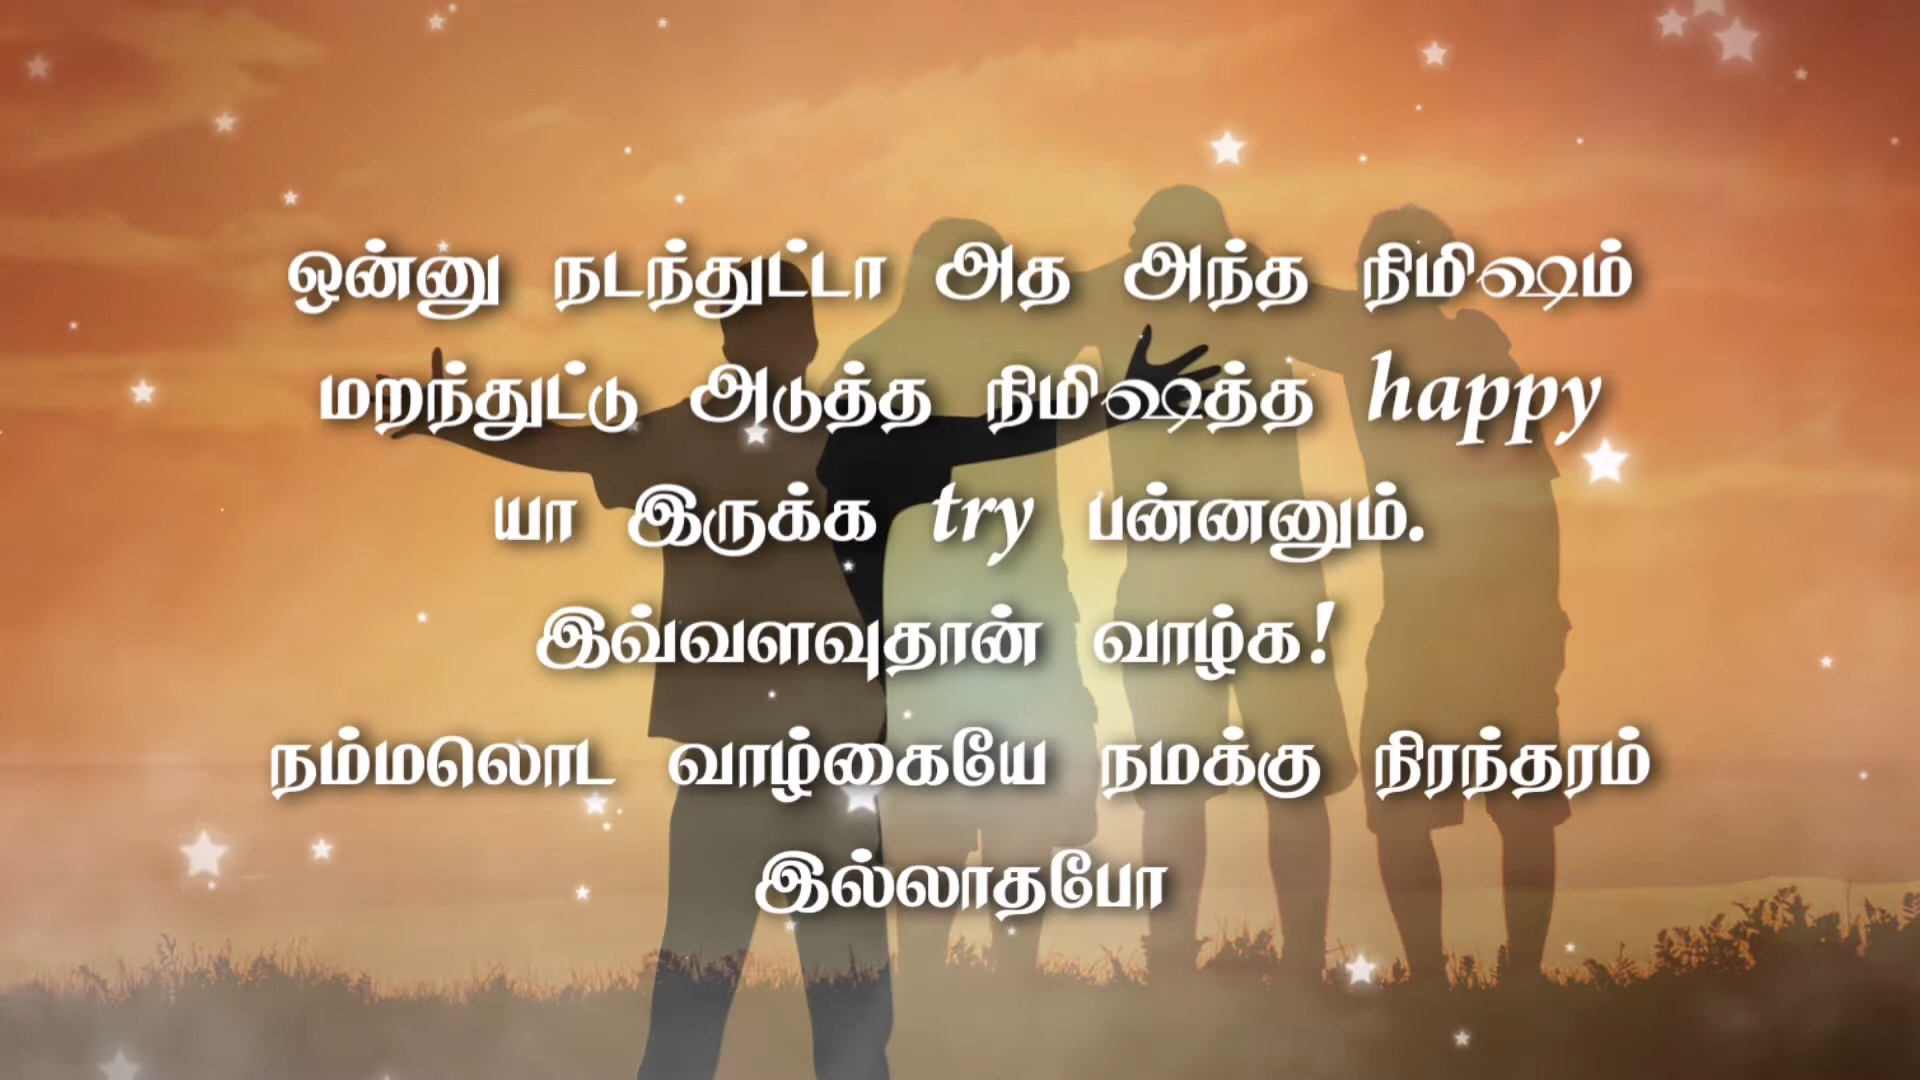 ஒன்னு நடந்துட்டா அத அந்த நிமிஷம்
மறந்துட்டு அடுத்த நிமிஷத்த happy
யா இருக்க try பன்னனும்.
இவ்வளவுதான் வாழ்க!
நம்மலொட வாழ்கையே நமக்கு நிரந்தரம்
இல்லாதபோ